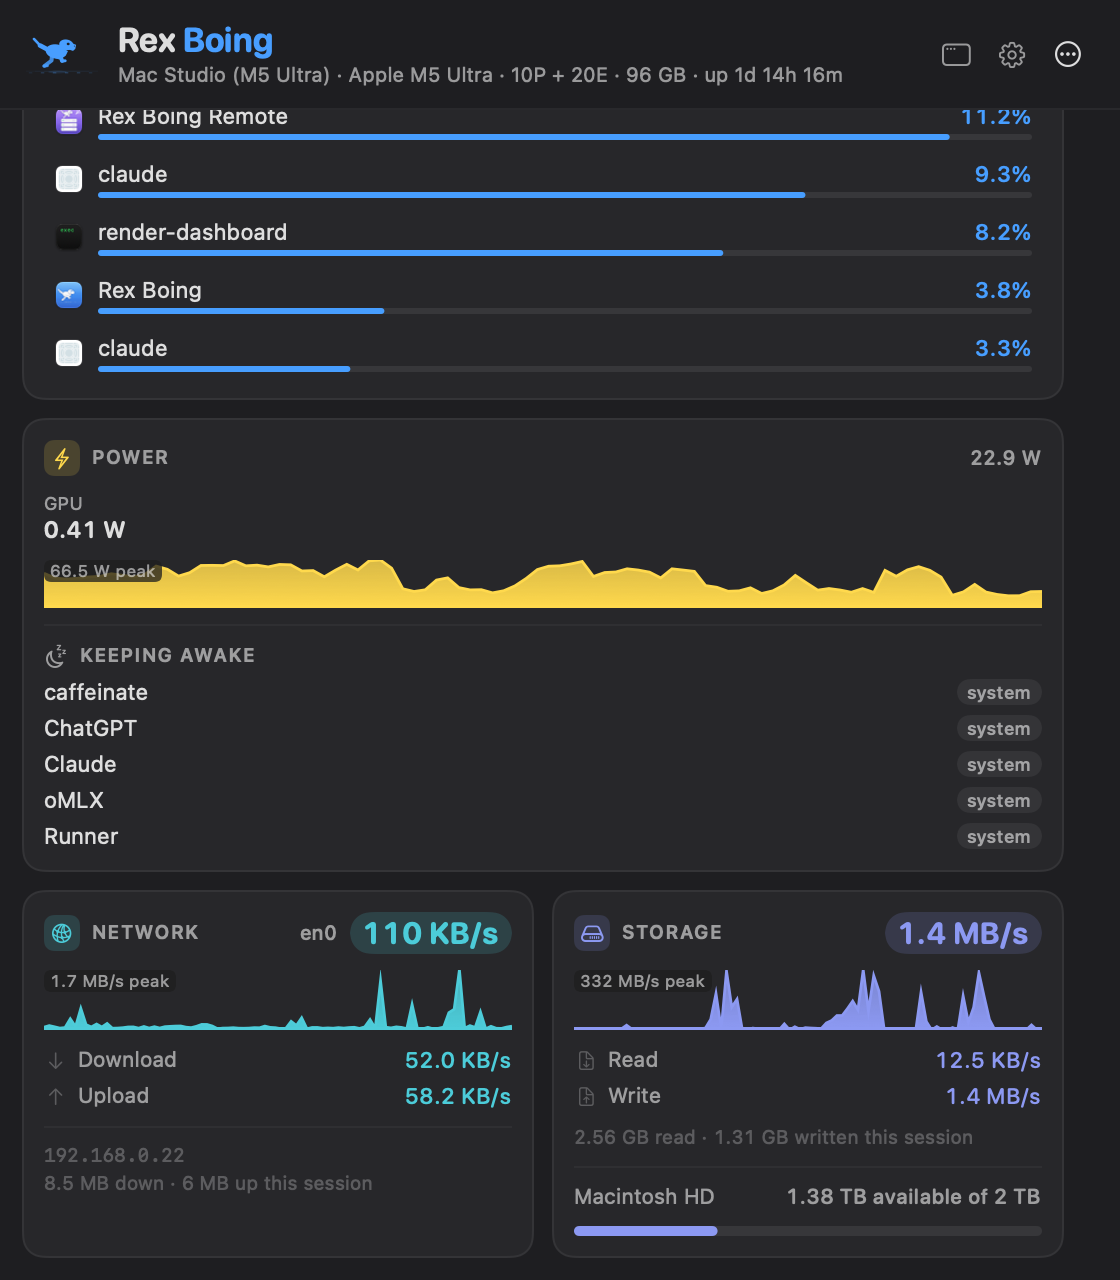 Rex Boing
Mac Studio (M5 Ultra) · Apple M5 Ultra · 10P + 20E · 96 GB · up 1d 14h 16m
Rex Boing Remote 11.2%
claude 9.3%
render-dashboard 8.2%
Rex Boing 3.8%
claude 3.3%
POWER 22.9 W
GPU
0.41 W
66.5 W peak
KEEPING AWAKE
caffeinate system
ChatGPT system
Claude system
oMLX system
Runner system
NETWORK en0 110 KB/s
1.7 MB/s peak
Download 52.0 KB/s
Upload 58.2 KB/s
192.168.0.22
8.5 MB down · 6 MB up this session
STORAGE 1.4 MB/s
332 MB/s peak
Read 12.5 KB/s
Write 1.4 MB/s
2.56 GB read · 1.31 GB written this session
Macintosh HD 1.38 TB available of 2 TB